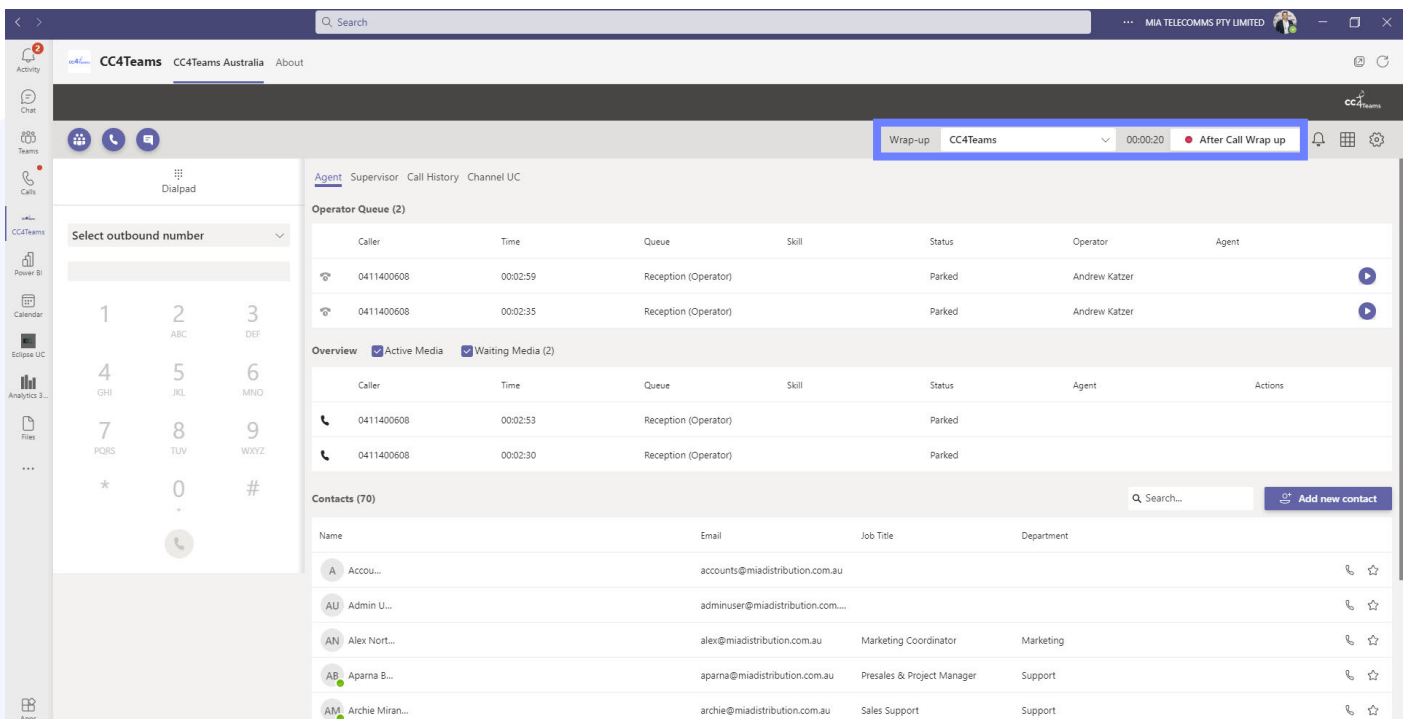 Search
... MIA TELECOMMS PTY LIMITED
2
Activity
Chat
Teams
Calls
CC4Teams
Power BI
Calendar
Eclipse UC
Analytics 3...
Files
...
CC4Teams CC4Teams Australia About
cc4Teams
Wrap-up CC4Teams 00:00:20 After Call Wrap up
Dialpad
Select outbound number
1 2 3
ABC DEF
4 5 6
GHI JKL MNO
7 8 9
PQRS TUV WXYZ
* 0 #
Agent Supervisor Call History Channel UC
Operator Queue (2)
Caller Time Queue Skill Status Operator Agent
0411400608 00:02:59 Reception (Operator) Parked Andrew Katzer
0411400608 00:02:35 Reception (Operator) Parked Andrew Katzer
Overview Active Media Waiting Media (2)
Caller Time Queue Skill Status Agent Actions
0411400608 00:02:53 Reception (Operator) Parked
0411400608 00:02:30 Reception (Operator) Parked
Contacts (70) Search... Add new contact
Name Email Job Title Department
A Accou... accounts@miadistribution.com.au
AU Admin U... adminuser@miadistribution.com....
AN Alex Nort... alex@miadistribution.com.au Marketing Coordinator Marketing
AB Aparna B... aparna@miadistribution.com.au Presales & Project Manager Support
AM Archie Miran... archie@miadistribution.com.au Sales Support Support
Apps